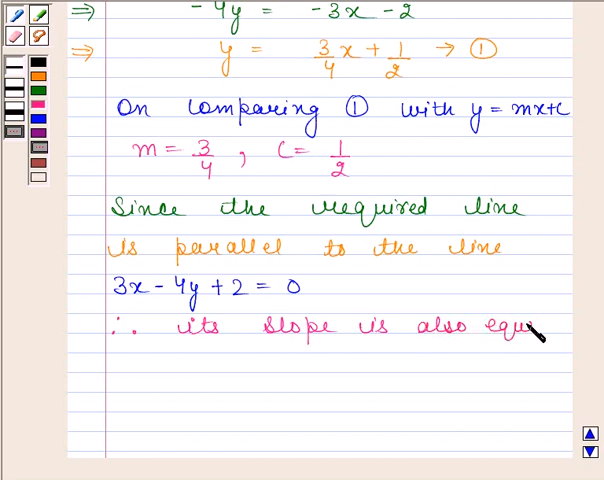 ⇒ -4y = -3x - 2
⇒ y = 3/4 x + 1/2 → ①
On comparing ① with y = mx+c
m = 3/4 , c = 1/2
Since the required line
is parallel to the line
3x - 4y + 2 = 0
∴ its slope is also equ